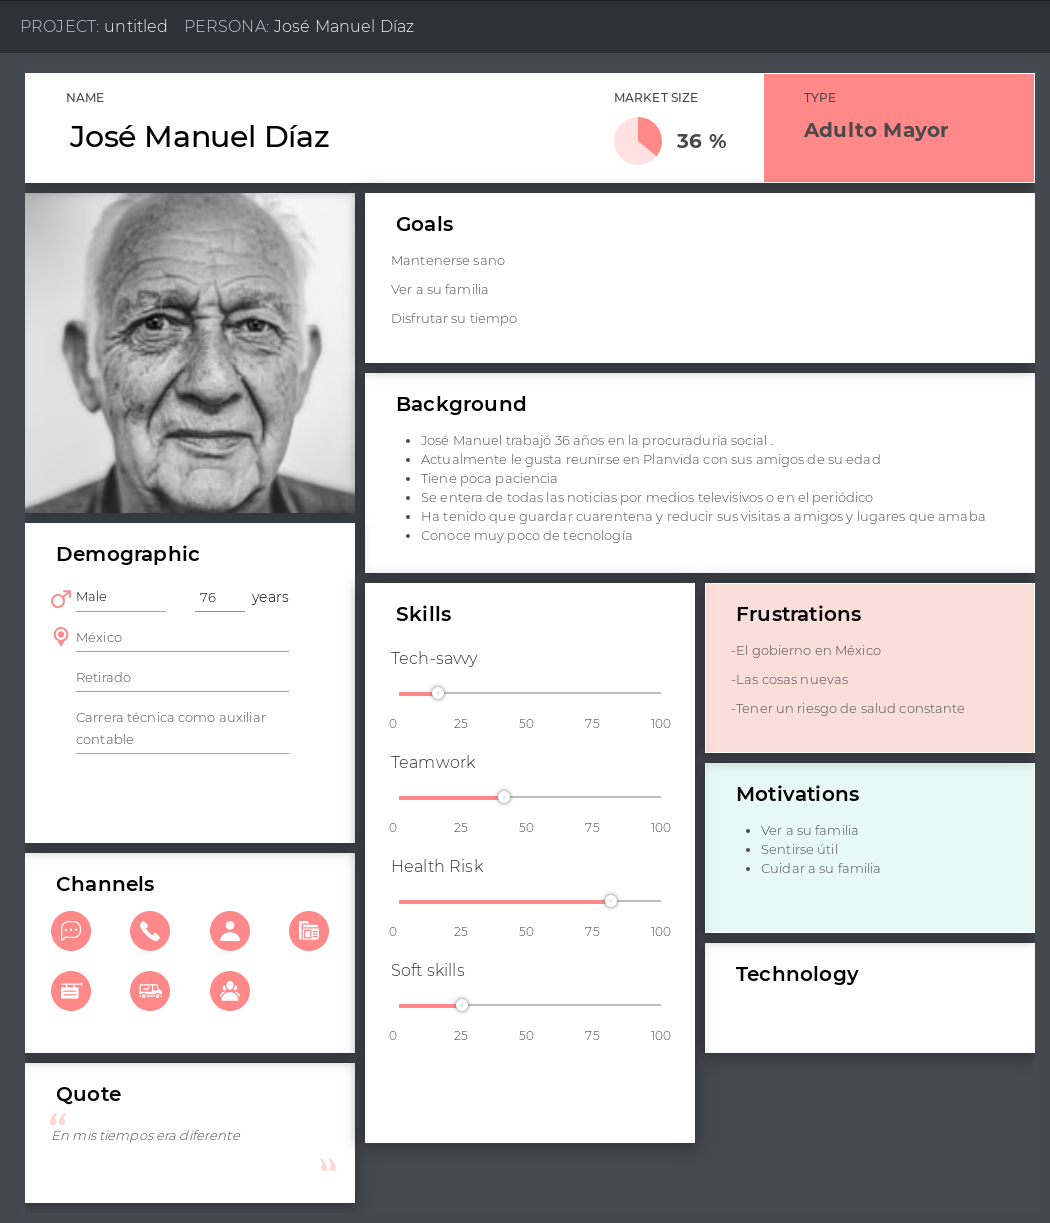 PROJECT: untitled PERSONA: José Manuel Díaz
NAME
José Manuel Díaz
MARKET SIZE
36 %
TYPE
Adulto Mayor
Goals
Mantenerse sano
Ver a su familia
Disfrutar su tiempo
Background
José Manuel trabajó 36 años en la procuraduría social .
Actualmente le gusta reunirse en Planvida con sus amigos de su edad
Tiene poca paciencia
Se entera de todas las noticias por medios televisivos o en el periódico
Ha tenido que guardar cuarentena y reducir sus visitas a amigos y lugares que amaba
Conoce muy poco de tecnología
Demographic
Male 76 years
México
Retirado
Carrera técnica como auxiliar
contable
Channels
Quote
“
En mis tiempos era diferente
”
Skills
Tech-savvy
0 25 50 75 100
Teamwork
0 25 50 75 100
Health Risk
0 25 50 75 100
Soft skills
0 25 50 75 100
Frustrations
-El gobierno en México
-Las cosas nuevas
-Tener un riesgo de salud constante
Motivations
Ver a su familia
Sentirse útil
Cuidar a su familia
Technology